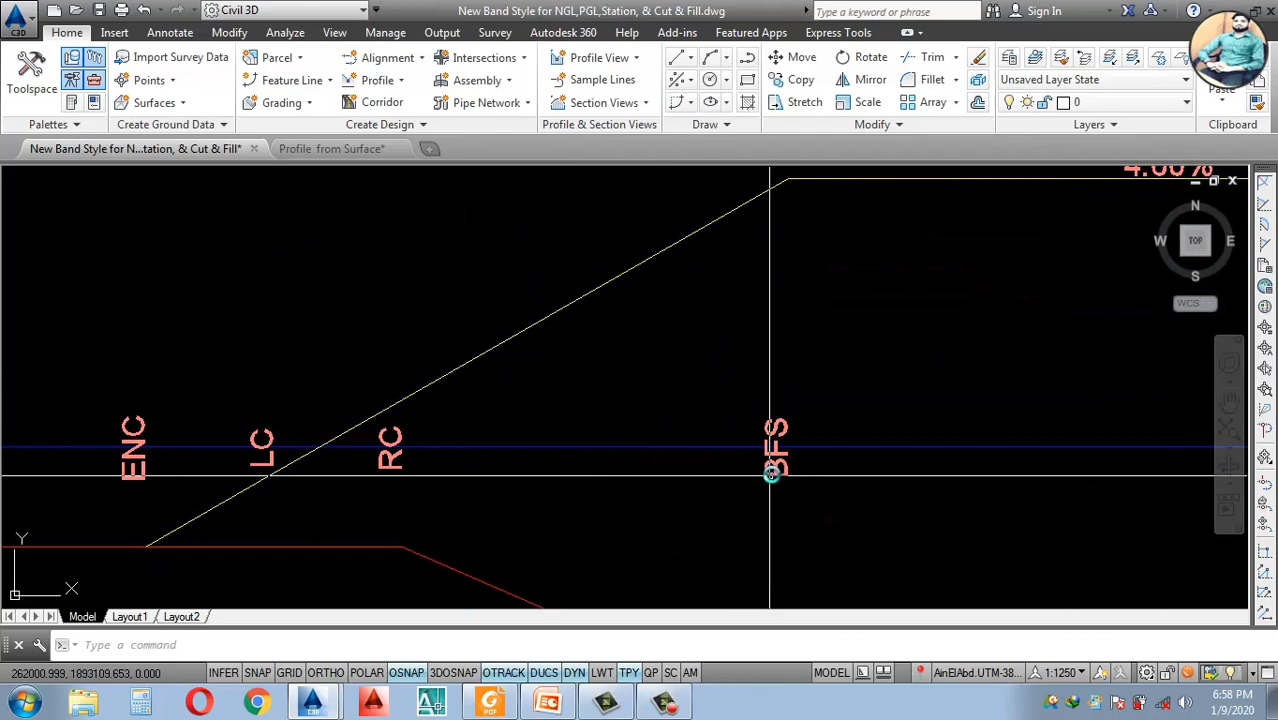 Civil 3D
New Band Style for NGL,PGL,Station, & Cut & Fill.dwg
Type a keyword or phrase
Sign In
C3D
Home Insert Annotate Modify Analyze View Manage Output Survey Autodesk 360 Help Add-ins Featured Apps Express Tools
Import Survey Data Parcel Alignment Intersections Profile View Move Rotate Trim Unsaved Layer State
Toolspace Points Feature Line Profile Assembly Sample Lines Copy Mirror Fillet Paste
Surfaces Grading Corridor Pipe Network Section Views Stretch Scale Array 0
Palettes Create Ground Data Create Design Profile & Section Views Draw Modify Layers Clipboard
New Band Style for N...tation, & Cut & Fill* Profile from Surface*
4.00%
N
W TOP E
S
WCS
ENC LC RC BFS
Y
X
Model Layout1 Layout2
Type a command
262000.999, 1893109.653, 0.000 INFER SNAP GRID ORTHO POLAR OSNAP 3DOSNAP OTRACK DUCS DYN LWT TPY QP SC AM MODEL AinElAbd.UTM-38... 1:1250
6:58 PM
1/9/2020